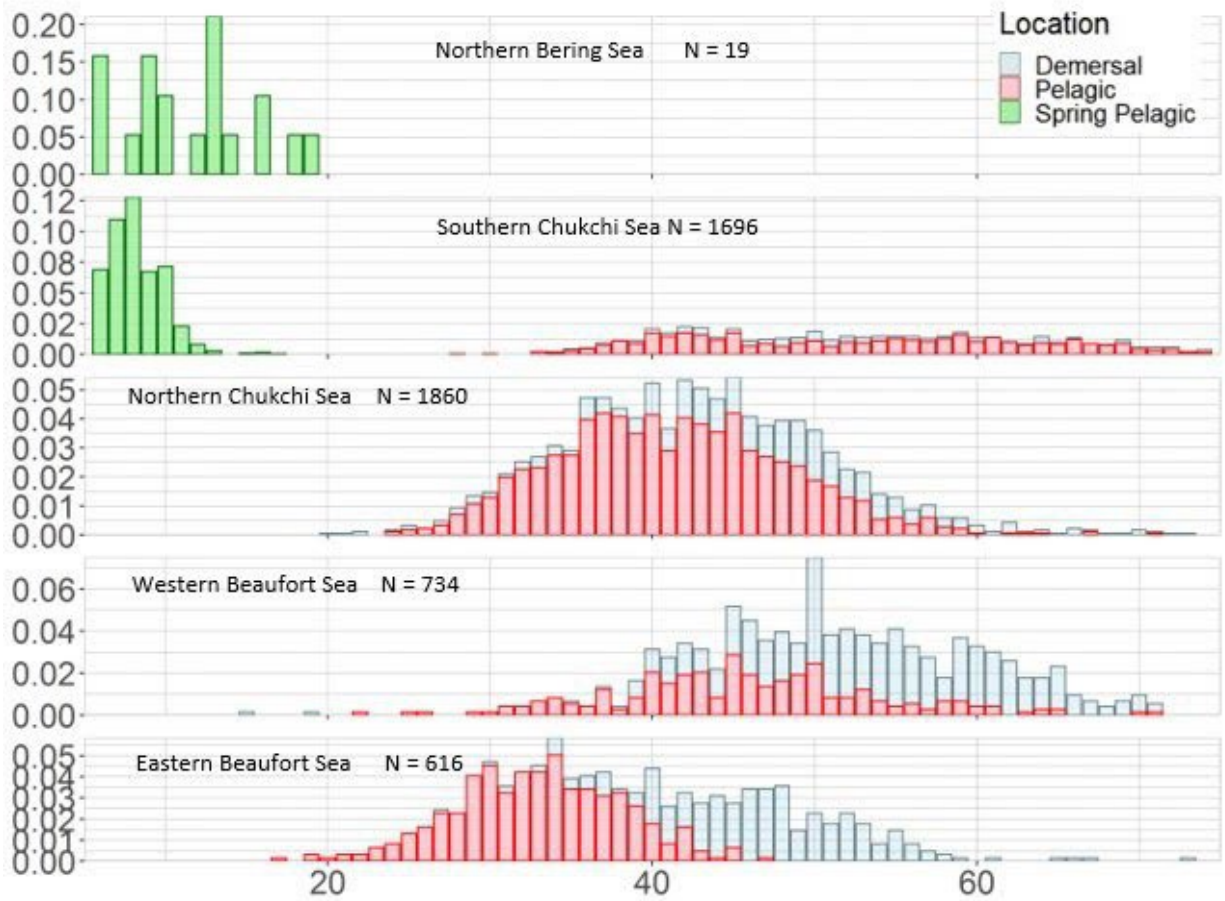 Location
Demersal
Pelagic
Spring Pelagic
Northern Bering Sea N = 19
0.20
0.15
0.10
0.05
0.00
Southern Chukchi Sea N = 1696
0.12
0.10
0.08
0.05
0.02
0.00
Northern Chukchi Sea N = 1860
0.05
0.04
0.03
0.02
0.01
0.00
Western Beaufort Sea N = 734
0.06
0.04
0.02
0.00
Eastern Beaufort Sea N = 616
0.05
0.04
0.03
0.02
0.01
0.00
20 40 60